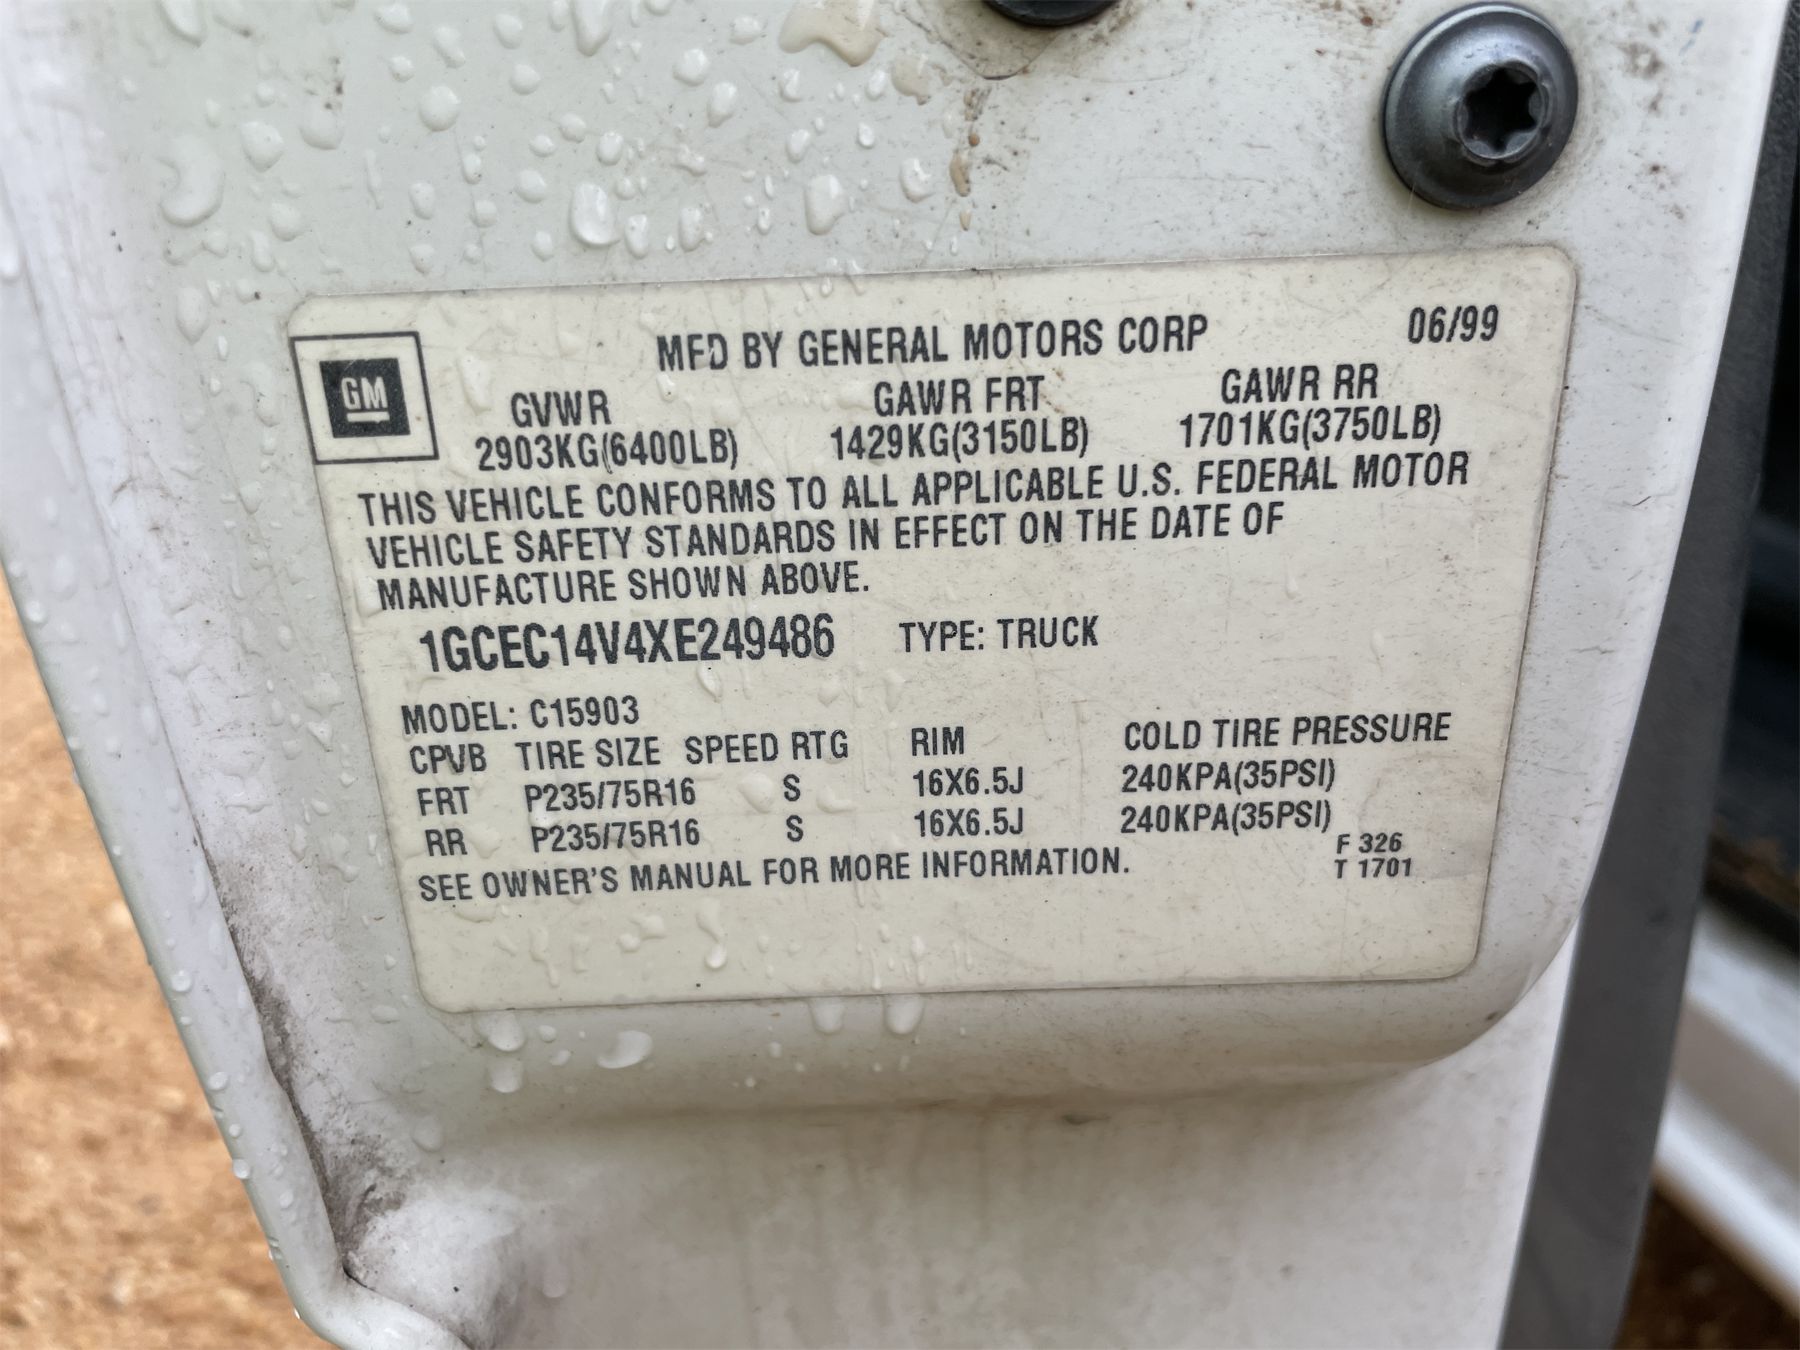 MFD BY GENERAL MOTORS CORP 06/99
GM
GVWR GAWR FRT GAWR RR
2903KG(6400LB) 1429KG(3150LB) 1701KG(3750LB)
THIS VEHICLE CONFORMS TO ALL APPLICABLE U.S. FEDERAL MOTOR
VEHICLE SAFETY STANDARDS IN EFFECT ON THE DATE OF
MANUFACTURE SHOWN ABOVE.
1GCEC14V4XE249486 TYPE: TRUCK
MODEL: C15903
CPVB TIRE SIZE SPEED RTG RIM COLD TIRE PRESSURE
FRT P235/75R16 S 16X6.5J 240KPA(35PSI)
RR P235/75R16 S 16X6.5J 240KPA(35PSI)
SEE OWNER'S MANUAL FOR MORE INFORMATION.
F 326
T 1701